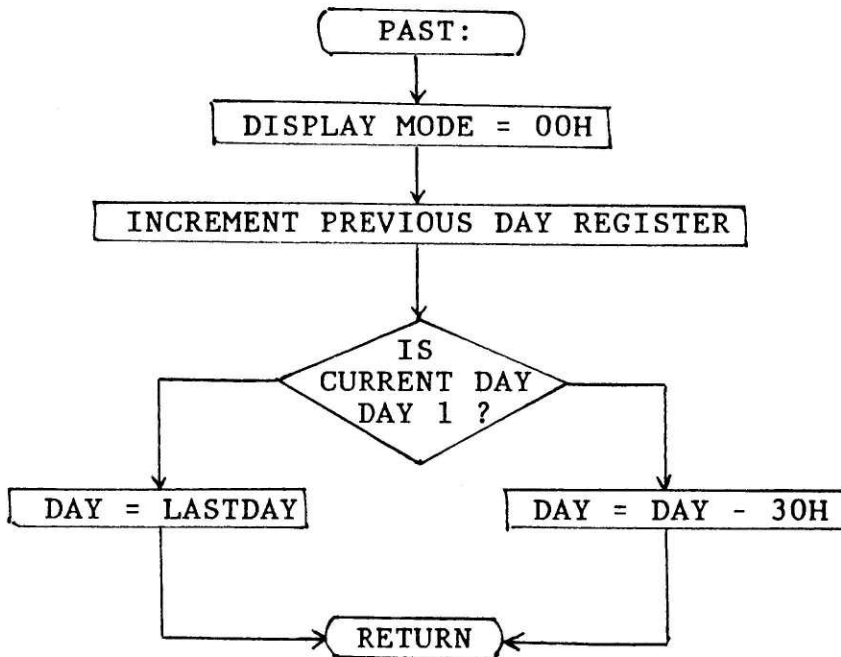 PAST:
DISPLAY MODE = 00H
INCREMENT PREVIOUS DAY REGISTER
IS
CURRENT DAY
DAY 1 ?
DAY = LASTDAY
DAY = DAY - 30H
RETURN